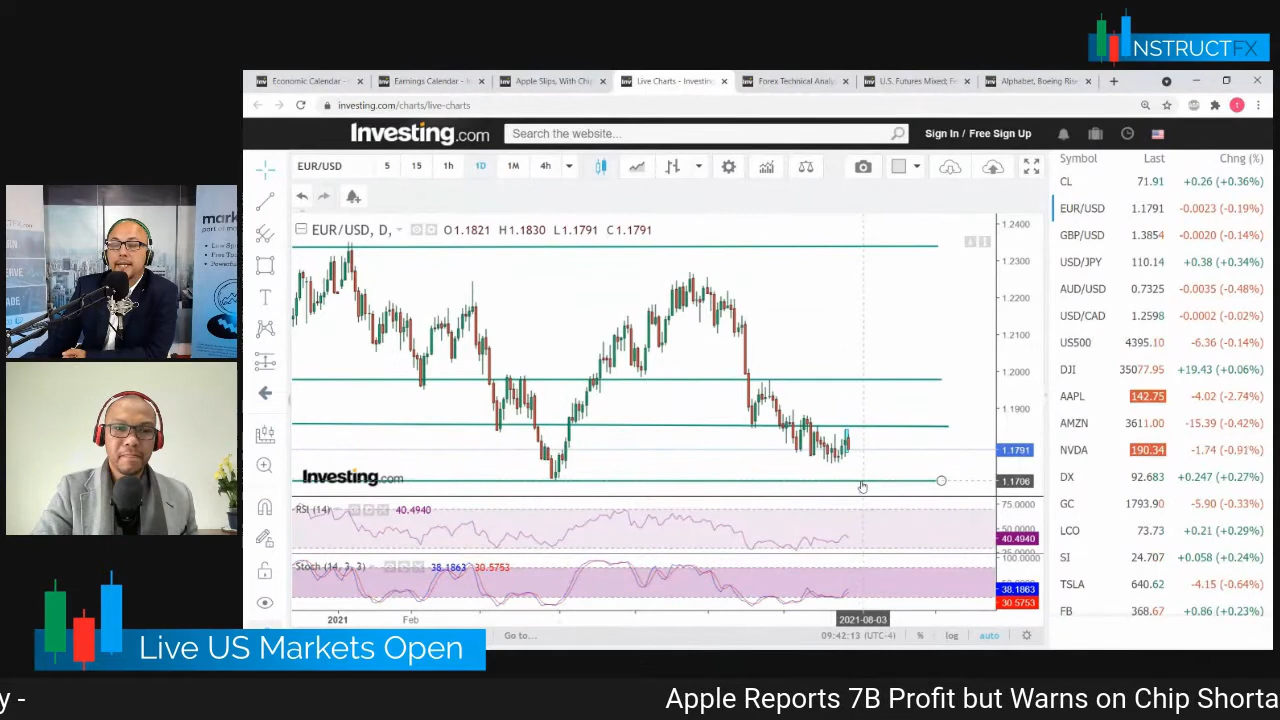 NSTRUCTFX
Economic Calendar -
Earnings Calendar -
Apple Slips, With Chip
Live Charts - Investing
Forex Technical Analy
U.S. Futures Mixed;
Alphabet, Boeing Rise
investing.com/charts/live-charts
Investing.com
Search the website...
Sign In / Free Sign Up
EUR/USD
5
15
1h
1D
1M
4h
EUR/USD, D,
O1.1821 H1.1830 L1.1791 C1.1791
1.2400
1.2300
1.2200
1.2100
1.2000
1.1900
1.1791
1.1706
Investing.com
RSI (14)
40.4940
75.0000
50.0000
40.4940
25.0000
Stoch (14, 3, 3)
38.1863
30.5753
100.0000
38.1863
30.5753
2021
Feb
2021-08-03
Go to...
09:42:13 (UTC-4)
%
log
auto
Symbol Last Chng (%)
CL 71.91 +0.26 (+0.36%)
EUR/USD 1.1791 -0.0023 (-0.19%)
GBP/USD 1.3854 -0.0020 (-0.14%)
USD/JPY 110.14 +0.38 (+0.34%)
AUD/USD 0.7325 -0.0035 (-0.48%)
USD/CAD 1.2598 -0.0002 (-0.02%)
US500 4395.10 -6.36 (-0.14%)
DJI 35077.95 +19.43 (+0.06%)
AAPL 142.75 -4.02 (-2.74%)
AMZN 3611.00 -15.39 (-0.42%)
NVDA 190.34 -1.74 (-0.91%)
DX 92.683 +0.247 (+0.27%)
GC 1793.90 -5.90 (-0.33%)
LCO 73.73 +0.21 (+0.29%)
SI 24.707 +0.058 (+0.24%)
TSLA 640.62 -4.15 (-0.64%)
FB 368.67 +0.86 (+0.23%)
mark
Live US Markets Open
y -
Apple Reports 7B Profit but Warns on Chip Shorta